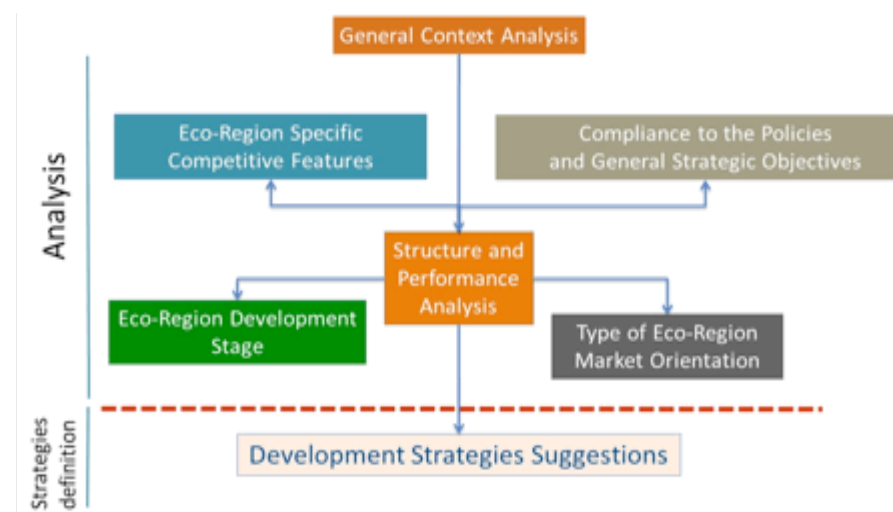 General Context Analysis
Analysis
Eco-Region Specific
Competitive Features
Compliance to the Policies
and General Strategic Objectives
Structure and
Performance
Analysis
Eco-Region Development
Stage
Type of Eco-Region
Market Orientation
Strategies
definition
Development Strategies Suggestions